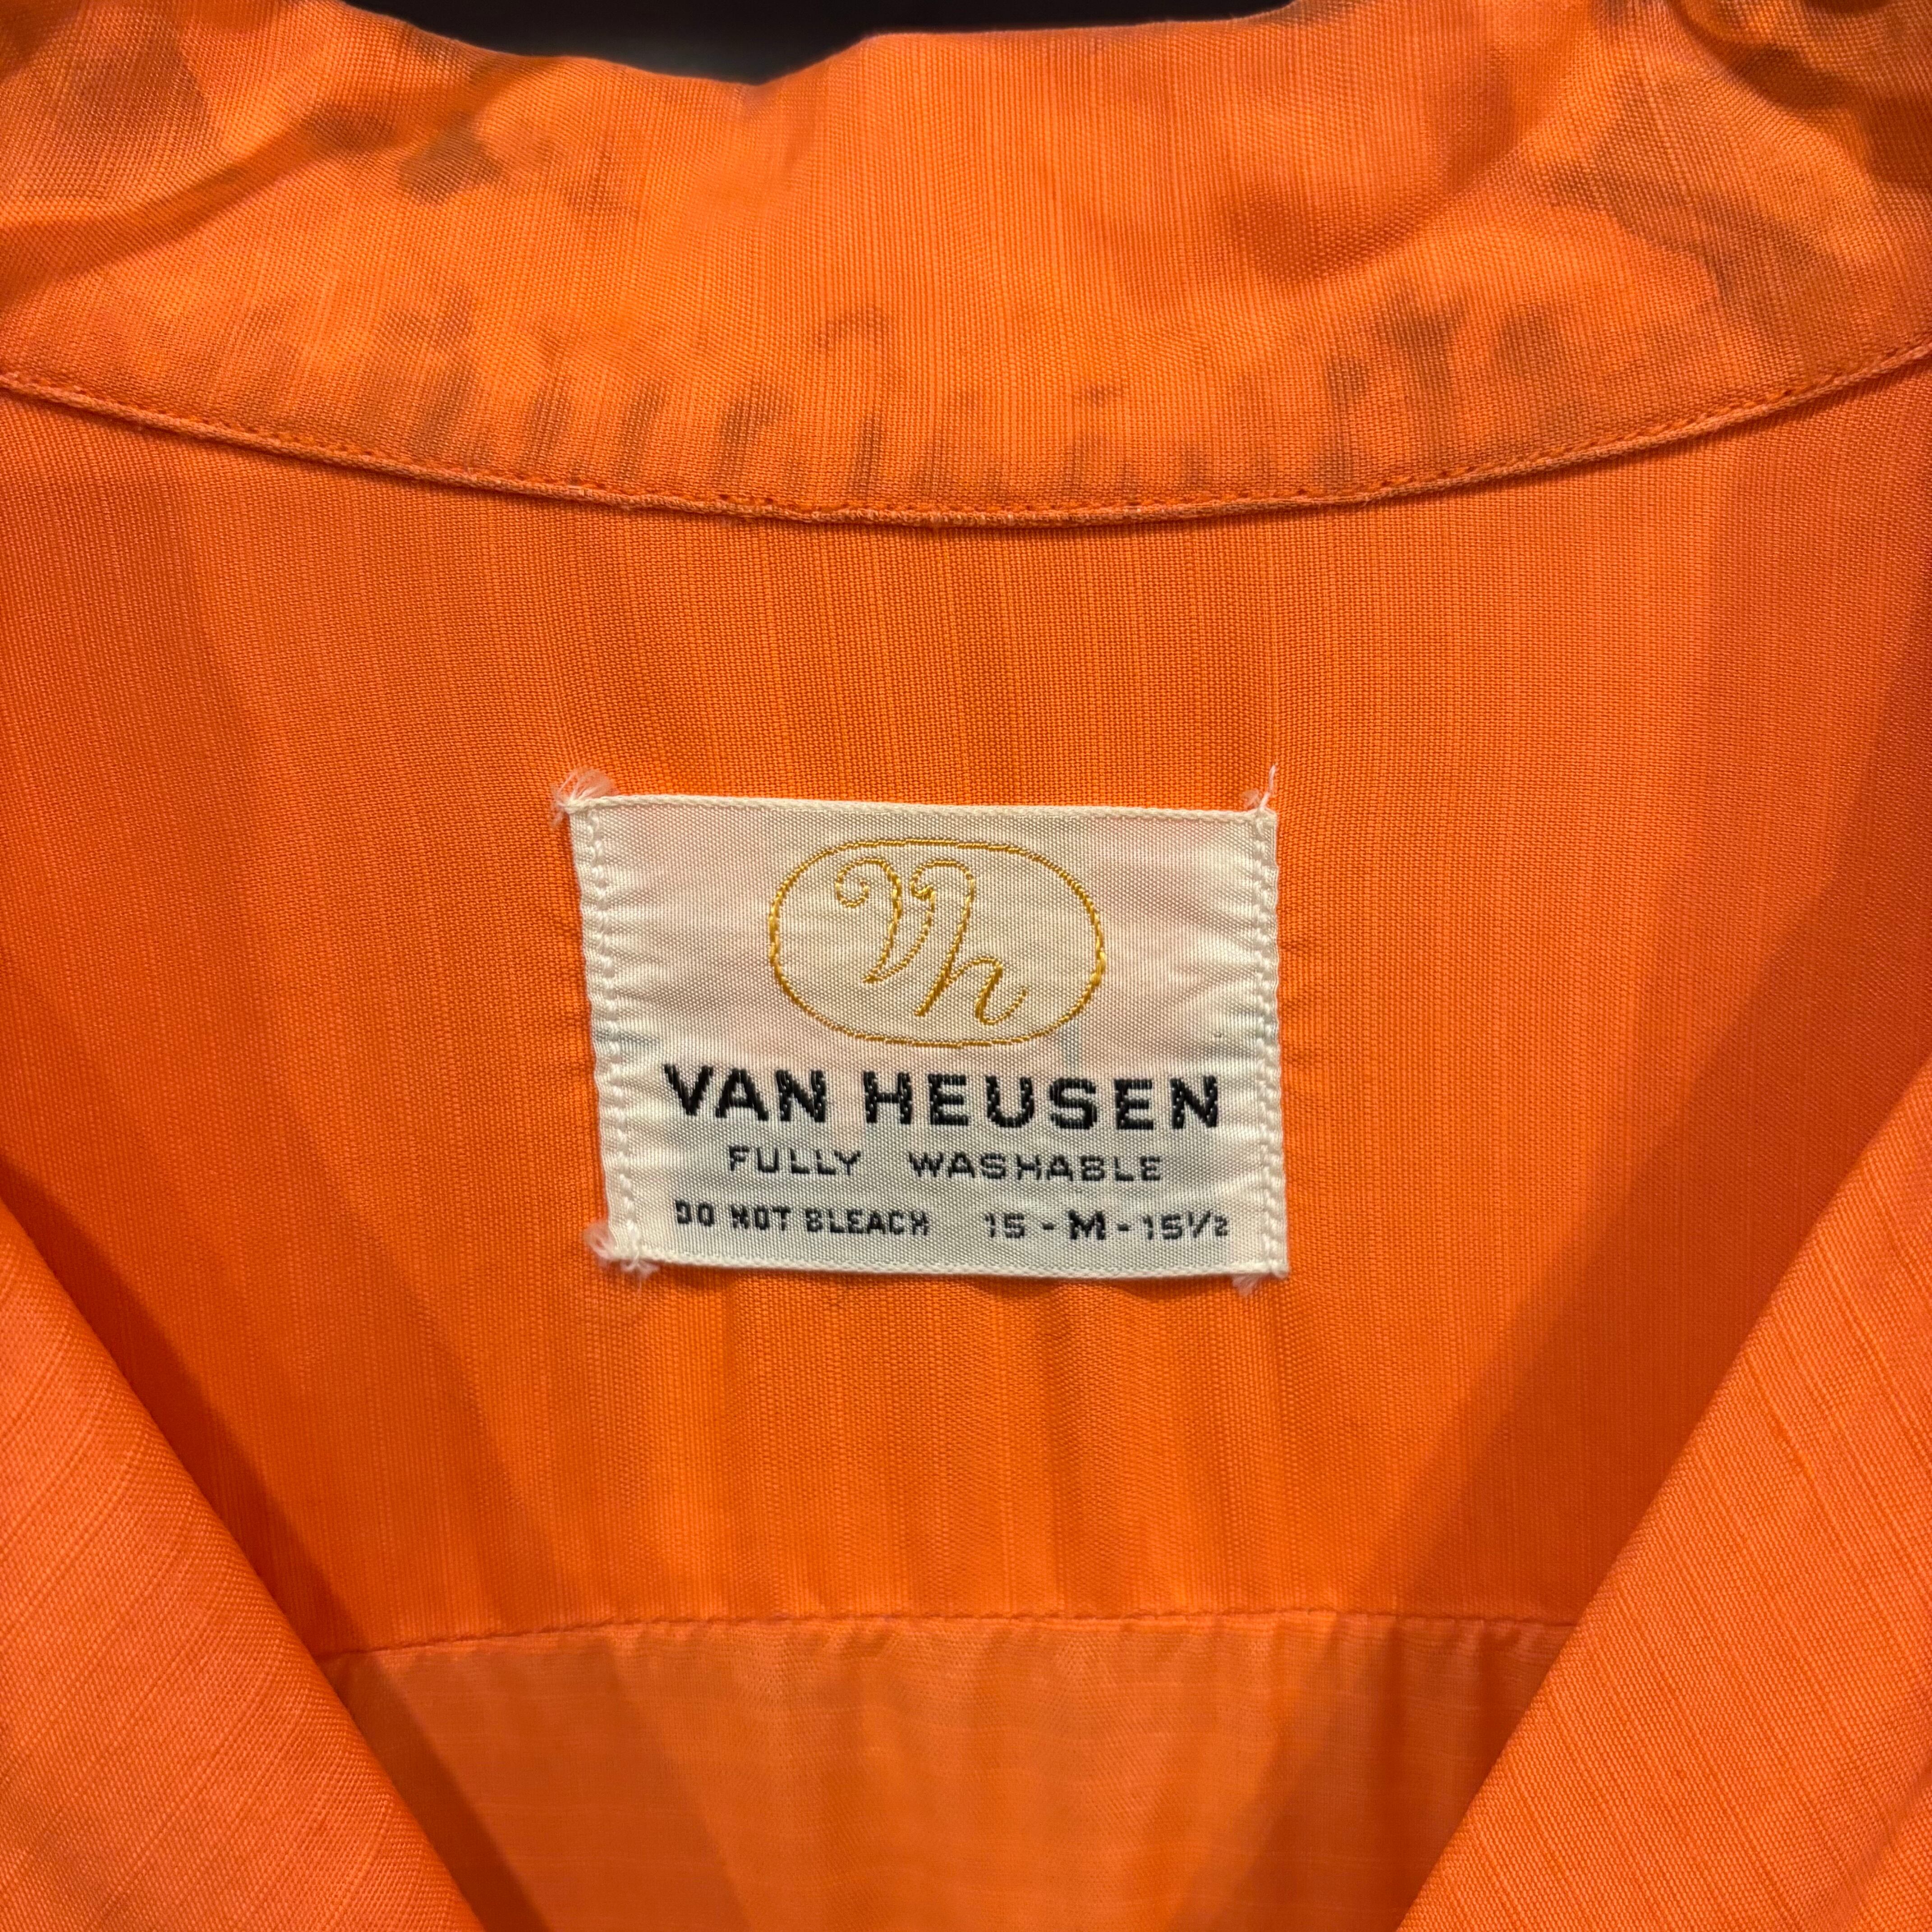 Vh
VAN HEUSEN
FULLY WASHABLE
DO NOT BLEACH 15 - M - 15½